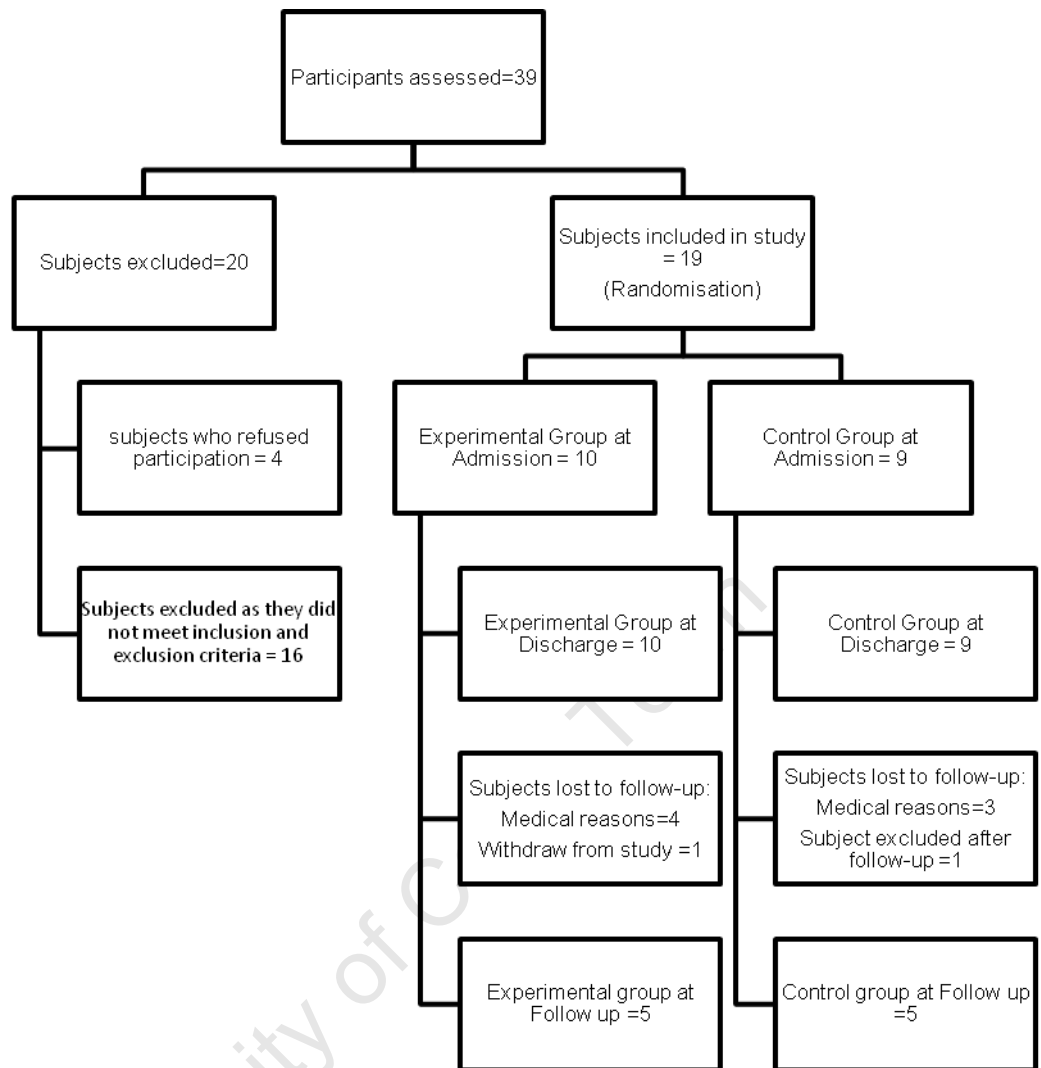 Participants assessed=39
Subjects excluded=20
Subjects included in study
= 19
(Randomisation)
subjects who refused
participation = 4
Subjects excluded as they did
not meet inclusion and
exclusion criteria = 16
Experimental Group at
Admission = 10
Control Group at
Admission = 9
Experimental Group at
Discharge = 10
Control Group at
Discharge = 9
Subjects lost to follow-up:
Medical reasons=4
Withdraw from study =1
Subjects lost to follow-up:
Medical reasons=3
Subject excluded after
follow-up =1
Experimental group at
Follow up =5
Control group at Follow up
=5
ity of C